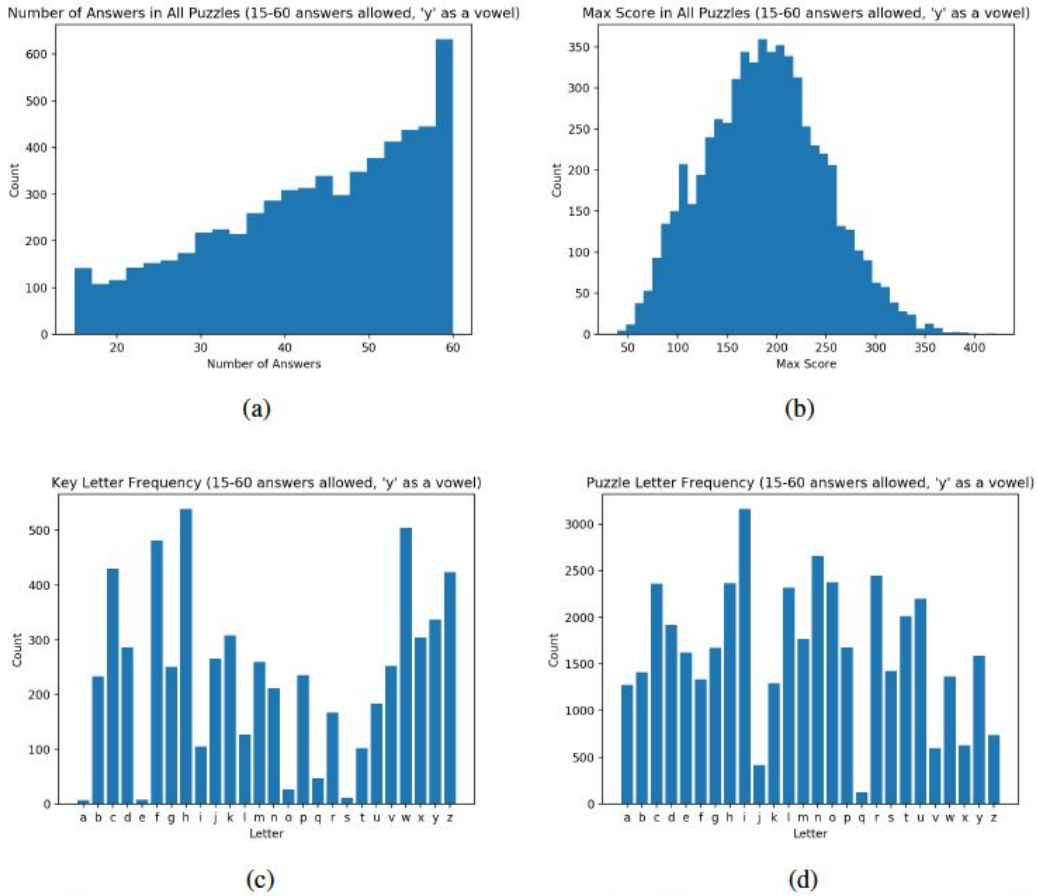 Number of Answers in All Puzzles (15-60 answers allowed, 'y' as a vowel)
600
500
400
300
200
100
0
Count
20 30 40 50 60
Number of Answers
(a)
Max Score in All Puzzles (15-60 answers allowed, 'y' as a vowel)
350
300
250
200
150
100
50
0
Count
50 100 150 200 250 300 350 400
Max Score
(b)
Key Letter Frequency (15-60 answers allowed, 'y' as a vowel)
500
400
300
200
100
0
Count
a b c d e f g h i j k l m n o p q r s t u v w x y z
Letter
(c)
Puzzle Letter Frequency (15-60 answers allowed, 'y' as a vowel)
3000
2500
2000
1500
1000
500
0
Count
a b c d e f g h i j k l m n o p q r s t u v w x y z
Letter
(d)